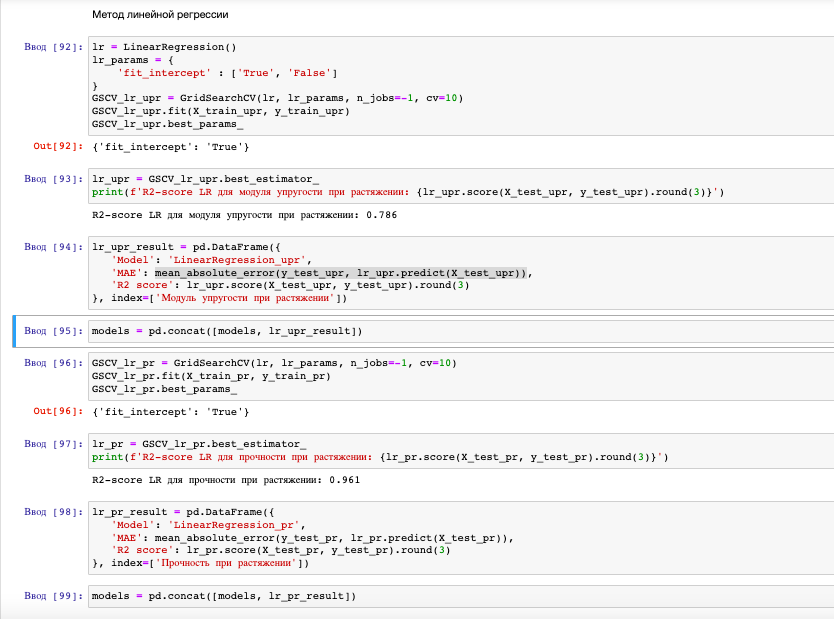 Метод линейной регрессии
Ввод [92]: lr = LinearRegression()
lr_params = {
    'fit_intercept' : ['True', 'False']
}
GSCV_lr_upr = GridSearchCV(lr, lr_params, n_jobs=-1, cv=10)
GSCV_lr_upr.fit(X_train_upr, y_train_upr)
GSCV_lr_upr.best_params_
Out[92]: {'fit_intercept': 'True'}
Ввод [93]: lr_upr = GSCV_lr_upr.best_estimator_
print(f'R2-score LR для модуля упругости при растяжении: {lr_upr.score(X_test_upr, y_test_upr).round(3)}')
R2-score LR для модуля упругости при растяжении: 0.786
Ввод [94]: lr_upr_result = pd.DataFrame({
   'Model': 'LinearRegression_upr',
   'MAE': mean_absolute_error(y_test_upr, lr_upr.predict(X_test_upr)),
   'R2 score': lr_upr.score(X_test_upr, y_test_upr).round(3)
}, index=['Модуль упругости при растяжении'])
Ввод [95]: models = pd.concat([models, lr_upr_result])
Ввод [96]: GSCV_lr_pr = GridSearchCV(lr, lr_params, n_jobs=-1, cv=10)
GSCV_lr_pr.fit(X_train_pr, y_train_pr)
GSCV_lr_pr.best_params_
Out[96]: {'fit_intercept': 'True'}
Ввод [97]: lr_pr = GSCV_lr_pr.best_estimator_
print(f'R2-score LR для прочности при растяжении: {lr_pr.score(X_test_pr, y_test_pr).round(3)}')
R2-score LR для прочности при растяжении: 0.961
Ввод [98]: lr_pr_result = pd.DataFrame({
   'Model': 'LinearRegression_pr',
   'MAE': mean_absolute_error(y_test_pr, lr_pr.predict(X_test_pr)),
   'R2 score': lr_pr.score(X_test_pr, y_test_pr).round(3)
}, index=['Прочность при растяжении'])
Ввод [99]: models = pd.concat([models, lr_pr_result])